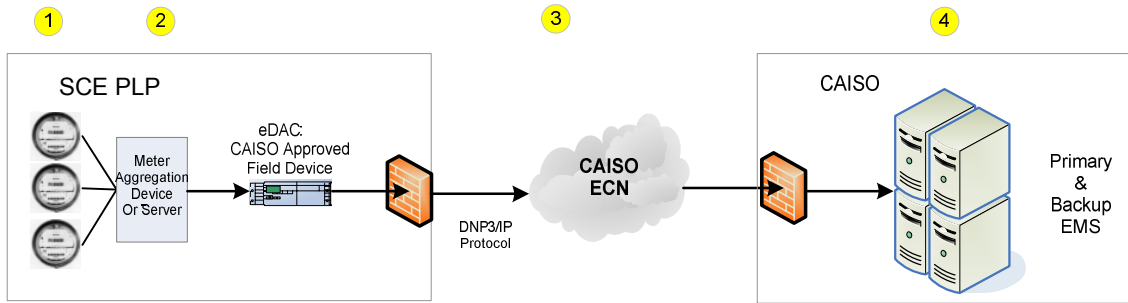 1
2
3
4
SCE PLP
eDAC:
CAISO Approved
Field Device
Meter
Aggregation
Device
Or Server
DNP3/IP
Protocol
CAISO
ECN
CAISO
Primary
&
Backup
EMS